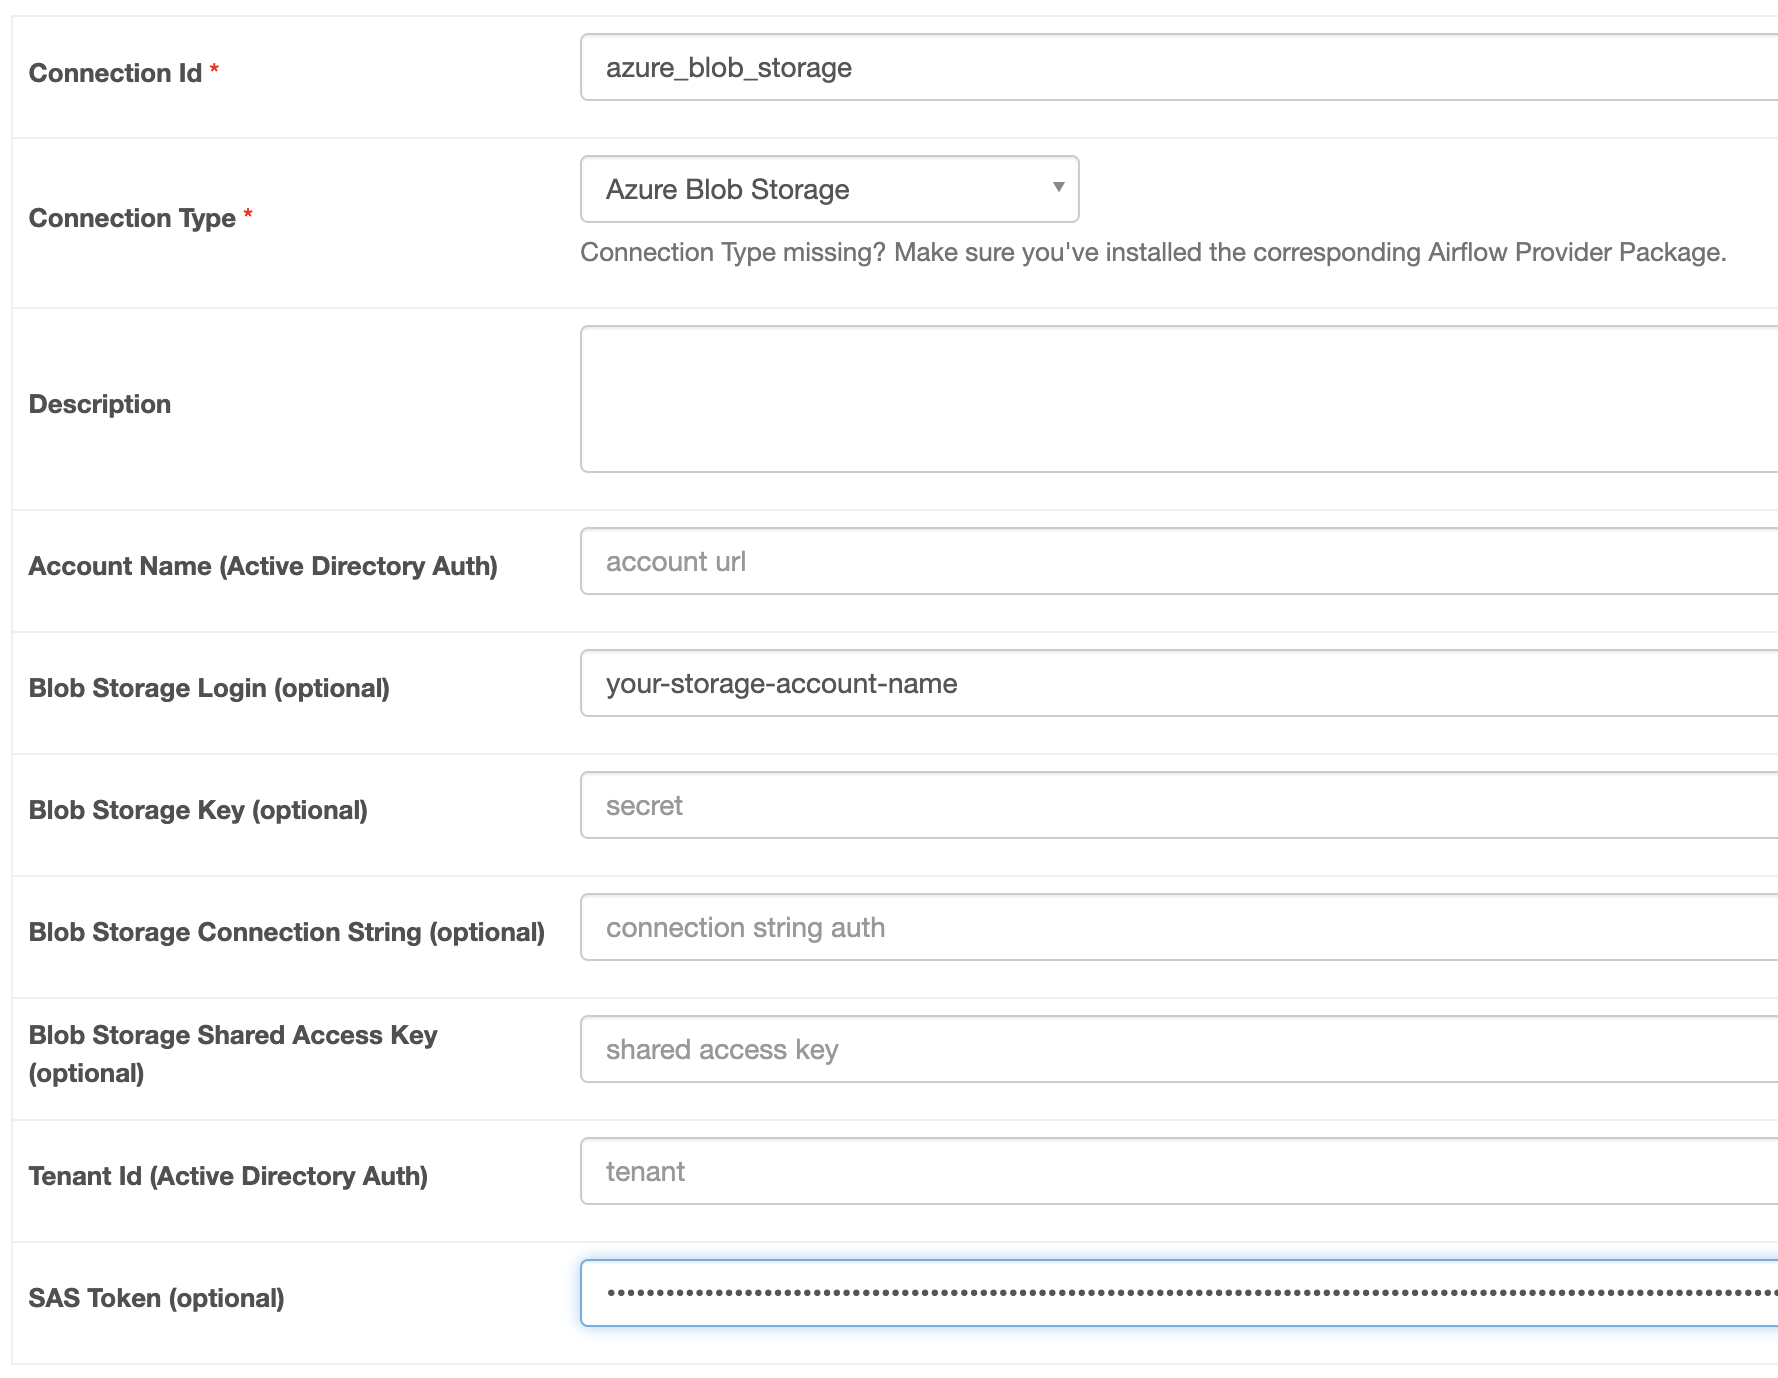 Connection Id *
azure_blob_storage
Connection Type *
Azure Blob Storage
Connection Type missing? Make sure you've installed the corresponding Airflow Provider Package.
Description
Account Name (Active Directory Auth)
account url
Blob Storage Login (optional)
your-storage-account-name
Blob Storage Key (optional)
secret
Blob Storage Connection String (optional)
connection string auth
Blob Storage Shared Access Key
(optional)
shared access key
Tenant Id (Active Directory Auth)
tenant
SAS Token (optional)